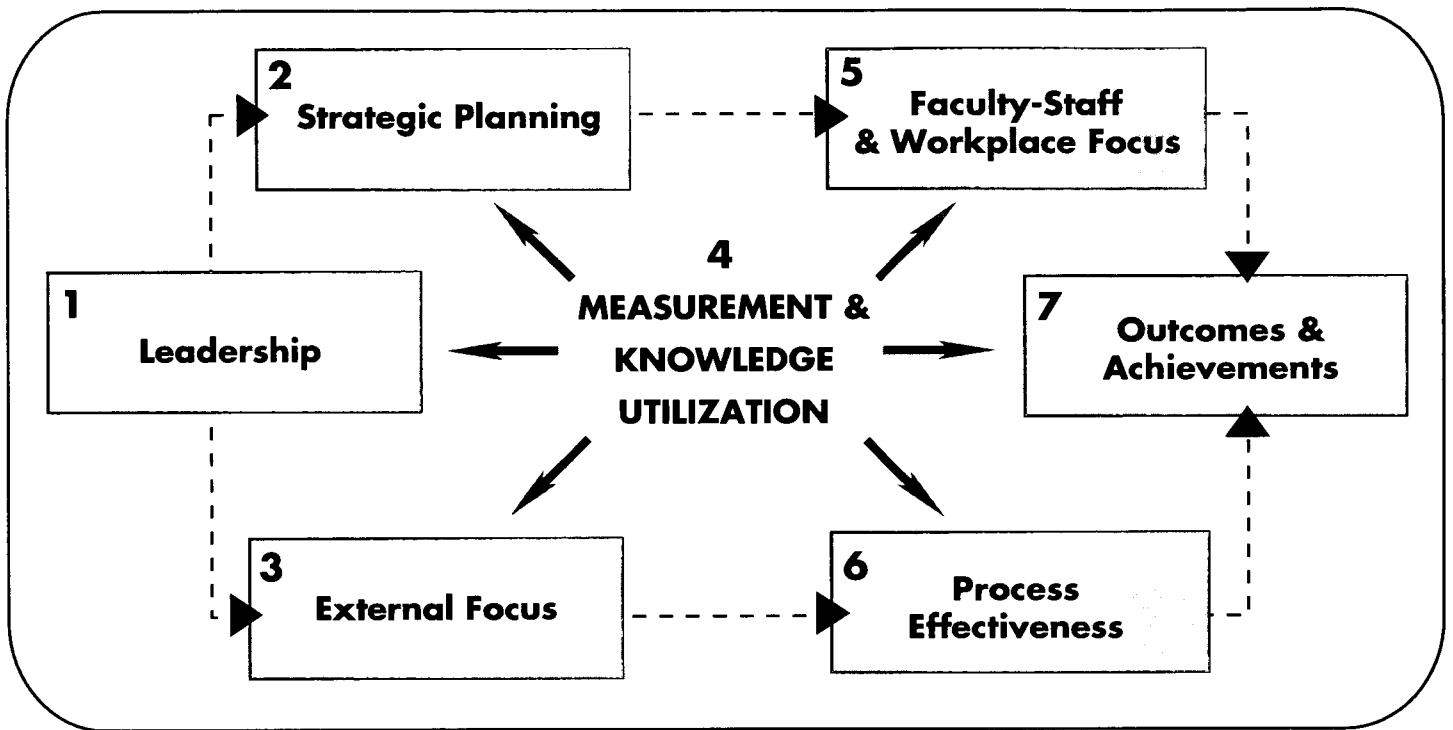 1
Leadership
2
Strategic Planning
3
External Focus
4
MEASUREMENT &
KNOWLEDGE
UTILIZATION
5
Faculty-Staff
& Workplace Focus
6
Process
Effectiveness
7
Outcomes &
Achievements